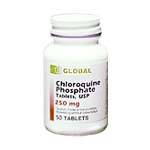 GLOBAL
Chloroquine
Phosphate
Tablets, USP
250 mg
50 TABLETS